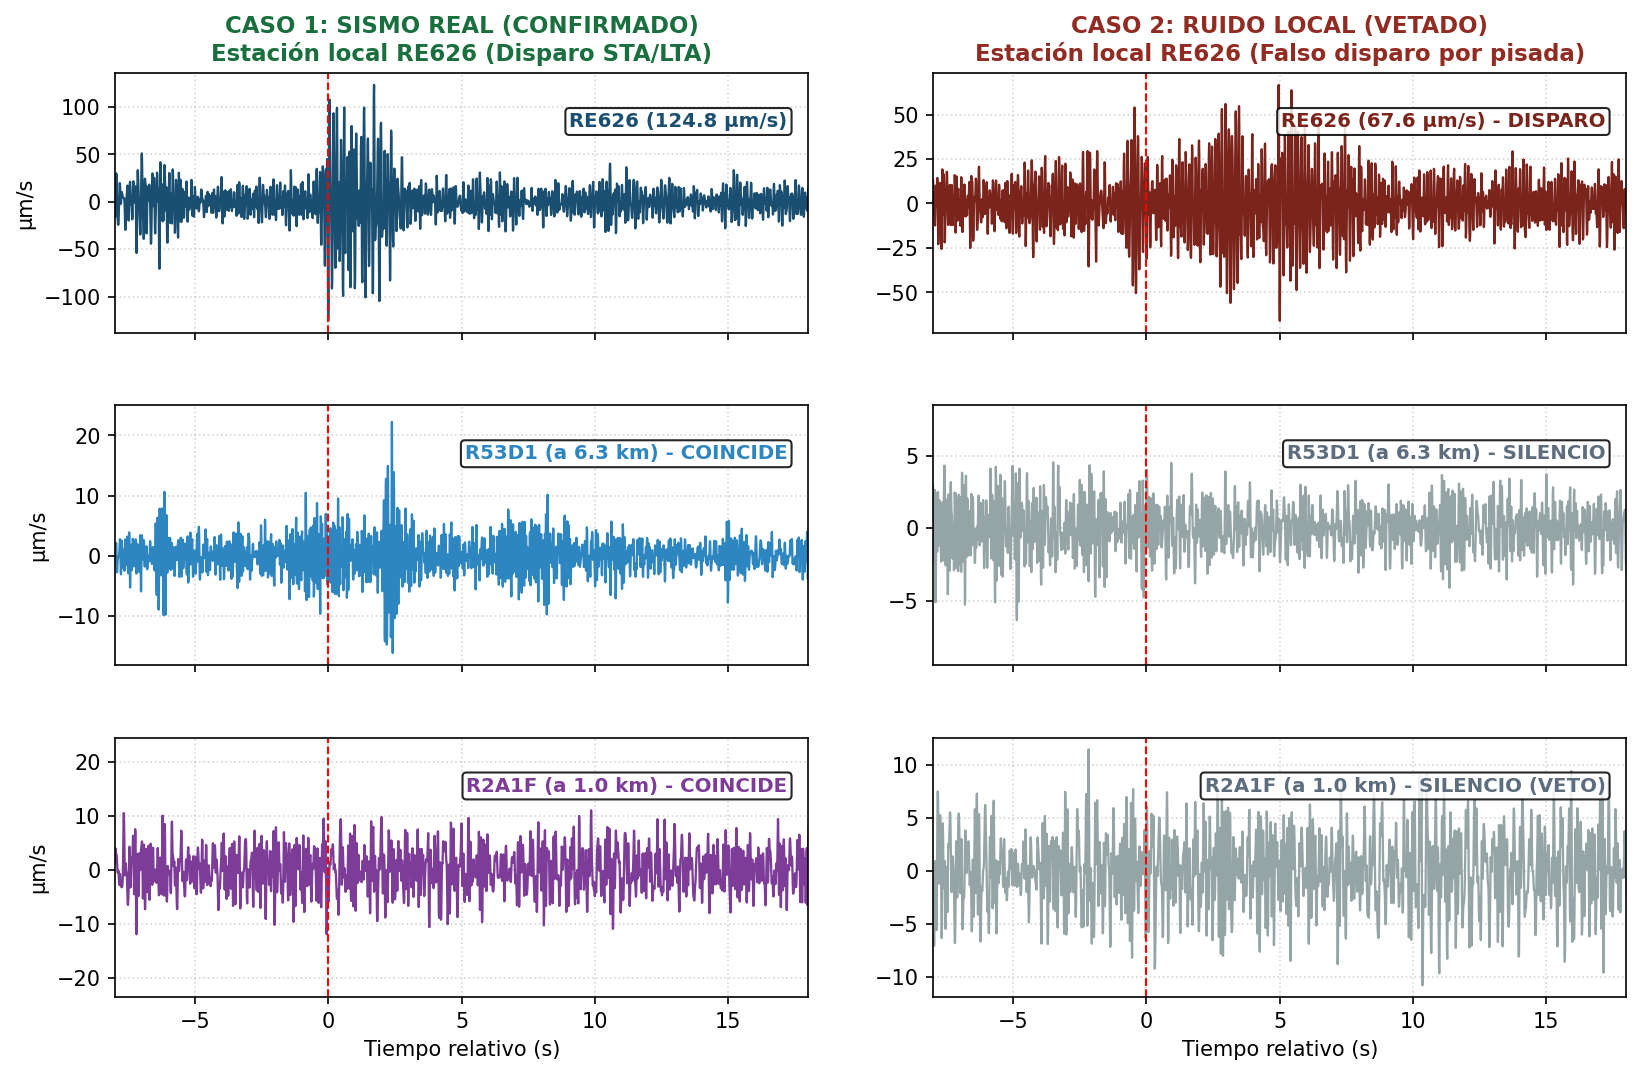 CASO 1: SISMO REAL (CONFIRMADO)
Estación local RE626 (Disparo STA/LTA)
100
50
0
−50
−100
µm/s
RE626 (124.8 µm/s)
CASO 2: RUIDO LOCAL (VETADO)
Estación local RE626 (Falso disparo por pisada)
50
25
0
−25
−50
RE626 (67.6 µm/s) - DISPARO
20
10
0
−10
µm/s
R53D1 (a 6.3 km) - COINCIDE
5
0
−5
R53D1 (a 6.3 km) - SILENCIO
20
10
0
−10
−20
µm/s
R2A1F (a 1.0 km) - COINCIDE
−5 0 5 10 15
Tiempo relativo (s)
10
5
0
−5
−10
R2A1F (a 1.0 km) - SILENCIO (VETO)
−5 0 5 10 15
Tiempo relativo (s)